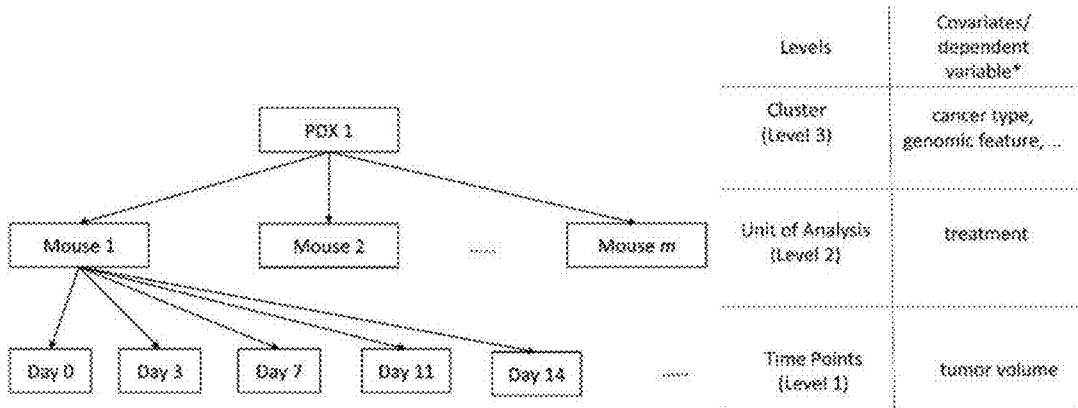 Levels
Covariates/
dependent
variable*
PDX 1
Cluster
(Level 3)
cancer type,
genomic feature, ...
Mouse 1
Mouse 2
.....
Mouse m
Unit of Analysis
(Level 2)
treatment
Day 0
Day 3
Day 7
Day 11
Day 14
.....
Time Points
(Level 1)
tumor volume